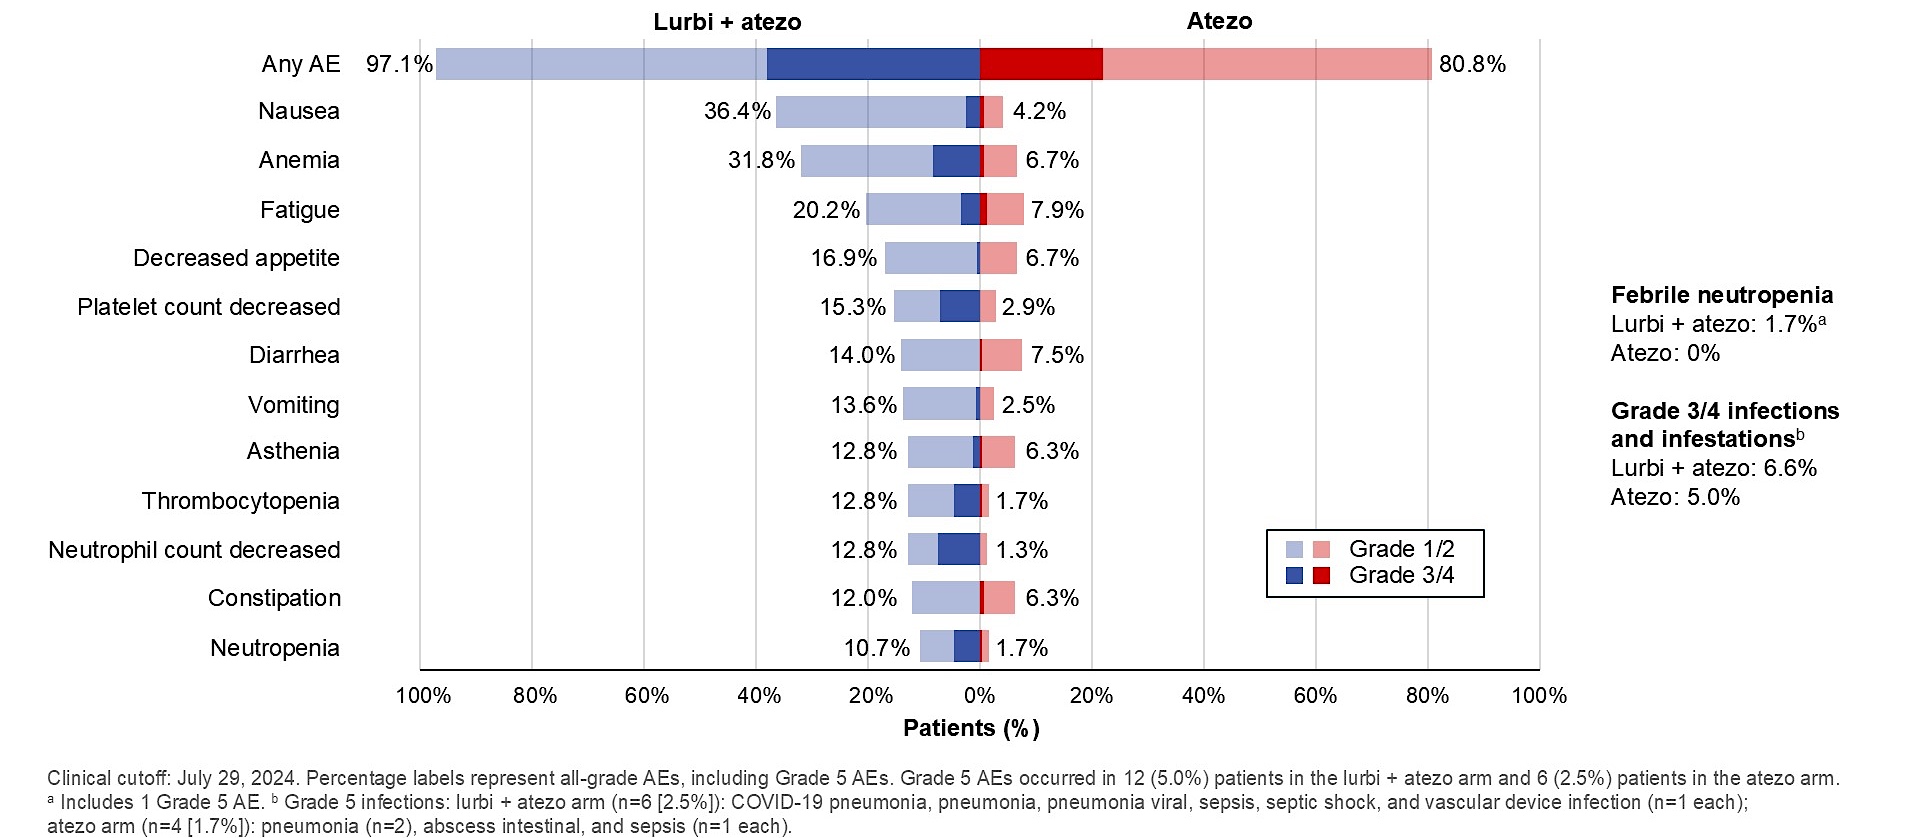 Lurbi + atezo Atezo
Any AE 97.1% 80.8%
Nausea 36.4% 4.2%
Anemia 31.8% 6.7%
Fatigue 20.2% 7.9%
Decreased appetite 16.9% 6.7%
Platelet count decreased 15.3% 2.9%
Diarrhea 14.0% 7.5%
Vomiting 13.6% 2.5%
Asthenia 12.8% 6.3%
Thrombocytopenia 12.8% 1.7%
Neutrophil count decreased 12.8% 1.3%
Constipation 12.0% 6.3%
Neutropenia 10.7% 1.7%
100% 80% 60% 40% 20% 0% 20% 40% 60% 80% 100%
Patients (%)
Grade 1/2
Grade 3/4
Febrile neutropenia
Lurbi + atezo: 1.7%ᵃ
Atezo: 0%
Grade 3/4 infections
and infestationsᵇ
Lurbi + atezo: 6.6%
Atezo: 5.0%
Clinical cutoff: July 29, 2024. Percentage labels represent all-grade AEs, including Grade 5 AEs. Grade 5 AEs occurred in 12 (5.0%) patients in the lurbi + atezo arm and 6 (2.5%) patients in the atezo arm.
ᵃ Includes 1 Grade 5 AE. ᵇ Grade 5 infections: lurbi + atezo arm (n=6 [2.5%]): COVID-19 pneumonia, pneumonia, pneumonia viral, sepsis, septic shock, and vascular device infection (n=1 each);
atezo arm (n=4 [1.7%]): pneumonia (n=2), abscess intestinal, and sepsis (n=1 each).